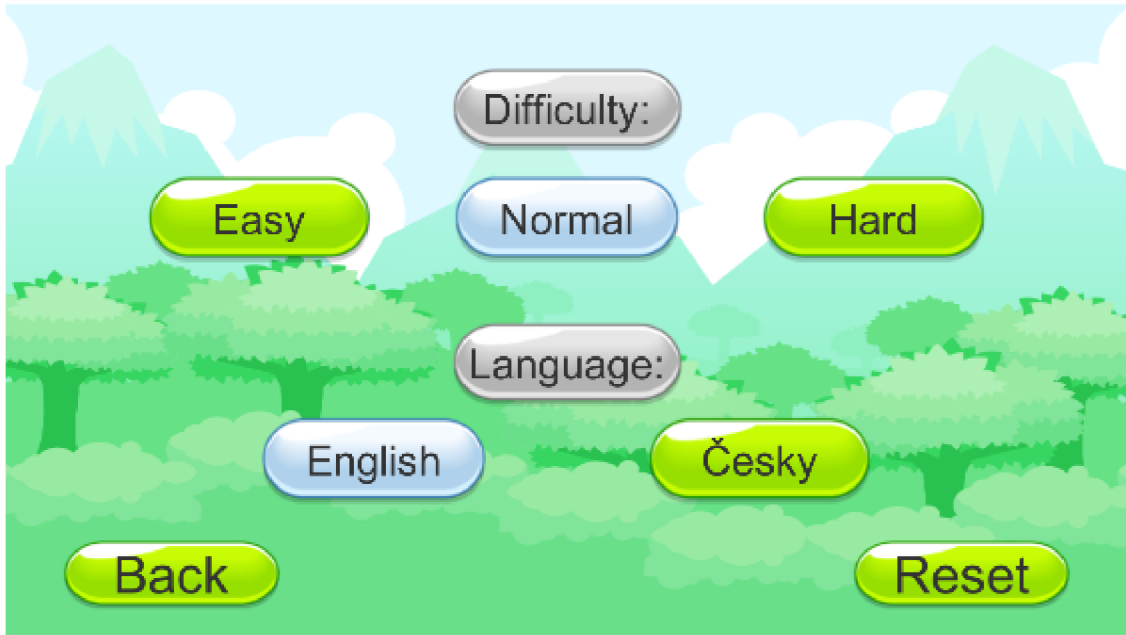 Difficulty:
Easy Normal Hard
Language:
English Česky
Back Reset